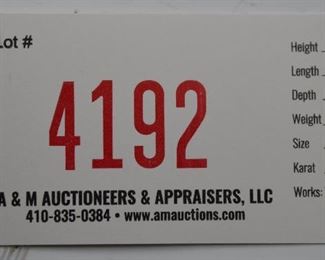 Lot #
4192
A & M AUCTIONEERS & APPRAISERS, LLC
410-835-0384 • www.amauctions.com
Height
Length
Depth
Weight
Size
Karat
Works: